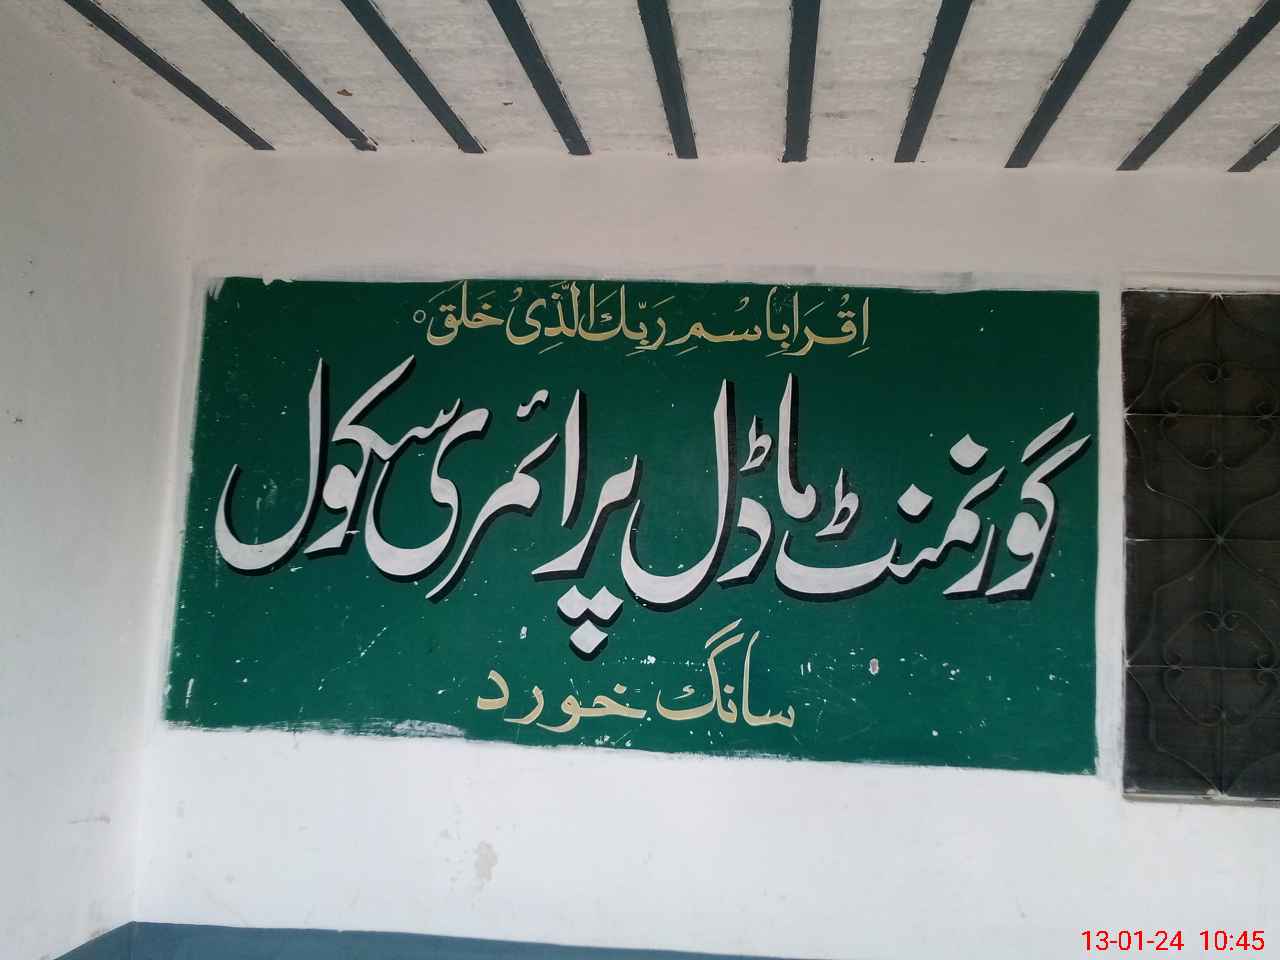 اِقْرَاْ بِاسْمِ رَبِّكَ الَّذِیْ خَلَقَ
گورنمنٹ ماڈل پرائمری سکول
سانگ خورد
13-01-24 10:45